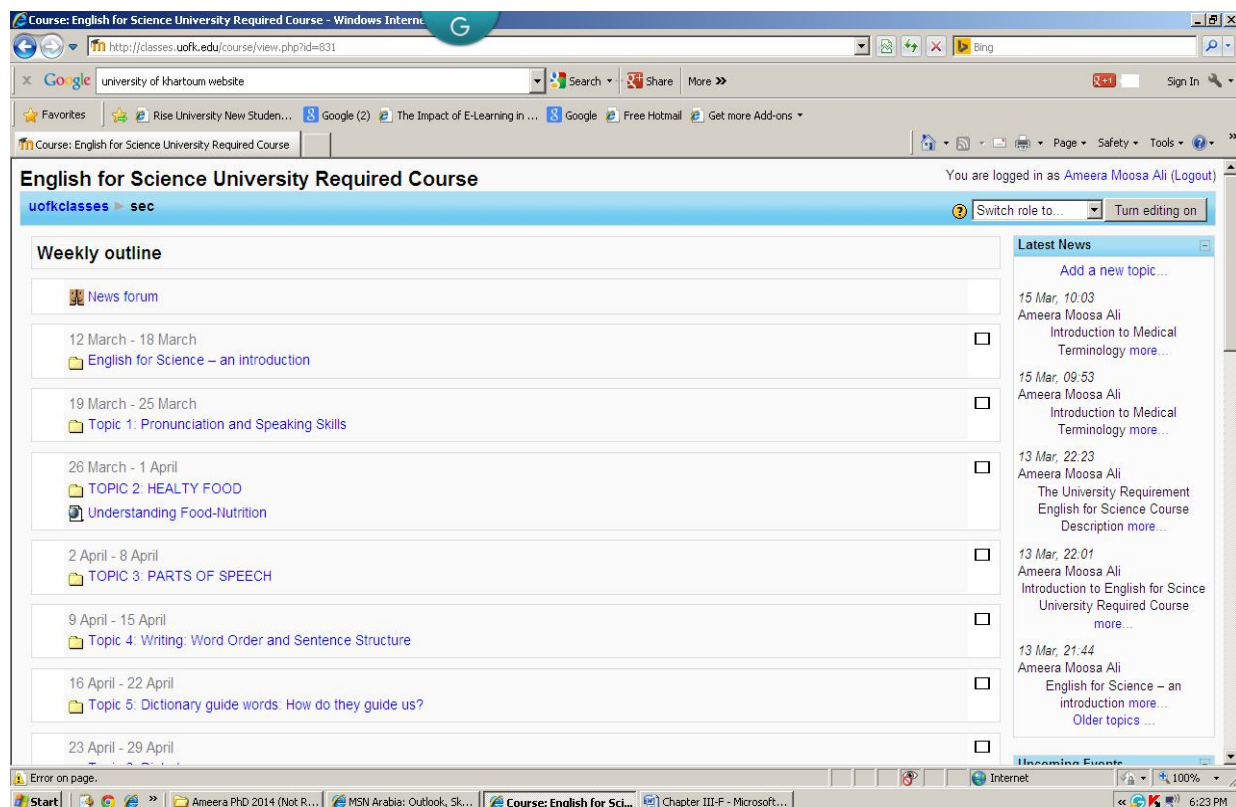 Course: English for Science University Required Course - Windows Interne
G
http://classes.uofk.edu/course/view.php?id=831
Bing
Google
university of khartoum website
Search
Share
More »
+1
Sign In
Favorites
Rise University New Studen...
Google (2)
The Impact of E-Learning in ...
Google
Free Hotmail
Get more Add-ons
Course: English for Science University Required Course
Page
Safety
Tools
»
English for Science University Required Course
You are logged in as Ameera Moosa Ali (Logout)
uofkclasses ► sec
Switch role to...
Turn editing on
Weekly outline
News forum
12 March - 18 March
English for Science – an introduction
19 March - 25 March
Topic 1: Pronunciation and Speaking Skills
26 March - 1 April
TOPIC 2: HEALTY FOOD
Understanding Food-Nutrition
2 April - 8 April
TOPIC 3: PARTS OF SPEECH
9 April - 15 April
Topic 4: Writing: Word Order and Sentence Structure
16 April - 22 April
Topic 5: Dictionary guide words: How do they guide us?
23 April - 29 April
Latest News
Add a new topic...
15 Mar, 10:03
Ameera Moosa Ali
Introduction to Medical
Terminology more...
15 Mar, 09:53
Ameera Moosa Ali
Introduction to Medical
Terminology more...
13 Mar, 22:23
Ameera Moosa Ali
The University Requirement
English for Science Course
Description more...
13 Mar, 22:01
Ameera Moosa Ali
Introduction to English for Scince
University Required Course
more...
13 Mar, 21:44
Ameera Moosa Ali
English for Science – an
introduction more...
Older topics ...
Upcoming Events
Error on page.
Internet
100%
Start
»
Ameera PhD 2014 (Not R...
MSN Arabia: Outlook, Sk...
Course: English for Sci...
Chapter III-F - Microsoft...
«
6:23 PM